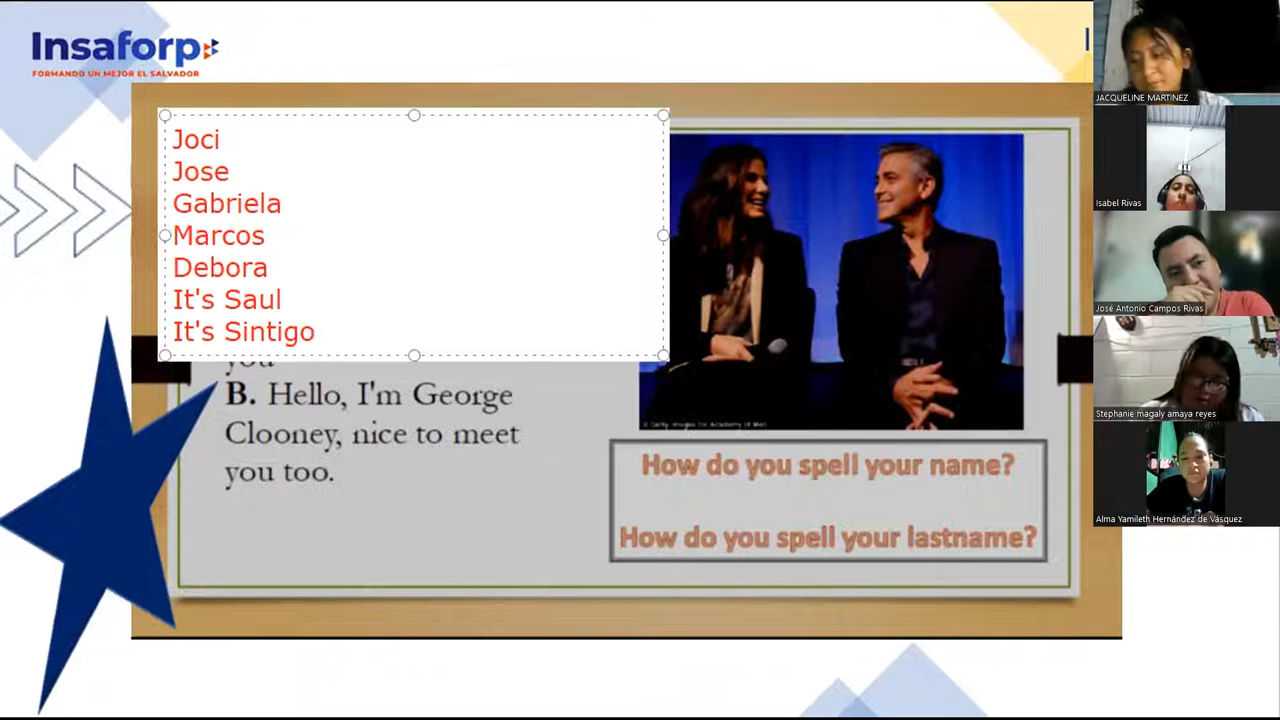 Insaforp
FORMANDO UN MEJOR EL SALVADOR
Joci
Jose
Gabriela
Marcos
Debora
It's Saul
It's Sintigo
you
B. Hello, I'm George
Clooney, nice to meet
you too.
How do you spell your name?
How do you spell your lastname?
JACQUELINE MARTINEZ
Isabel Rivas
José Antonio Campos Rivas
Stephanie magaly amaya reyes
Alma Yamileth Hernández de Vásquez